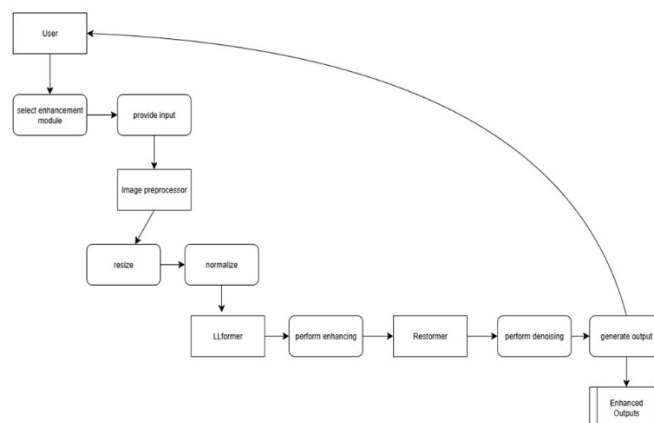 User
select enhancement
module
provide input
Image preprocessor
resize
normalize
LLformer
perform enhancing
Restormer
perform denoising
generate output
Enhanced
Outputs